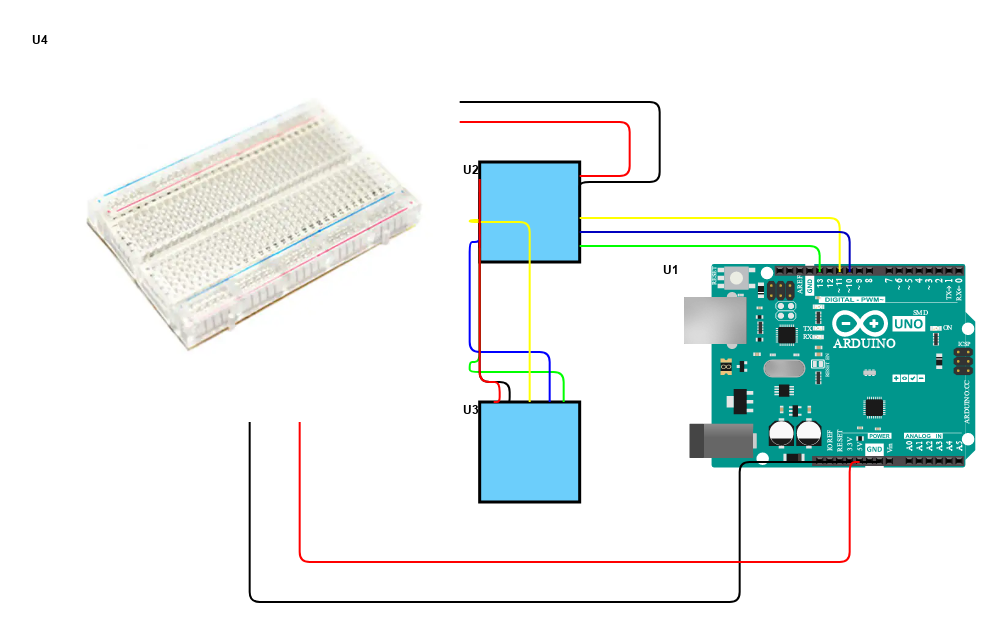 U4
U2
U1
U3
RESET
AREF
GND
13
12
~11
~10
~9
8
7
~6
~5
4
~3
2
TX→1
RX←0
DIGITAL - PWM~
TX
RX
UNO
ARDUINO
SMD
ON
ICSP
ARDUINO.CC
IOREF
RESET
3.3 V
5V
POWER
GND
Vin
ANALOG IN
A0
A1
A2
A3
A4
A5